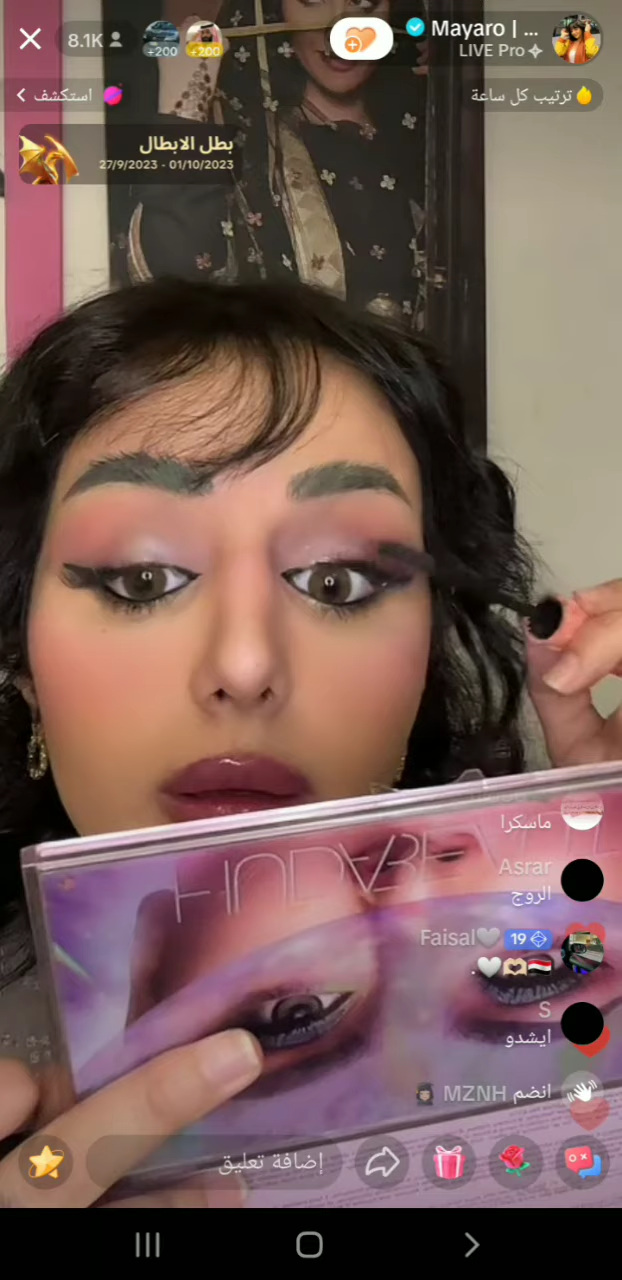 8.1K
+200
+200
Mayaro | ...
LIVE Pro
استكشف
ترتيب كل ساعة
بطل الابطال
27/9/2023 - 01/10/2023
HUDABEAUTY
ماسكرا
Asrar
الروج
Faisal🤍 19
.🤍🫶🏻🇾🇪
S
ايشدو
MZNH انضم
إضافة تعليق